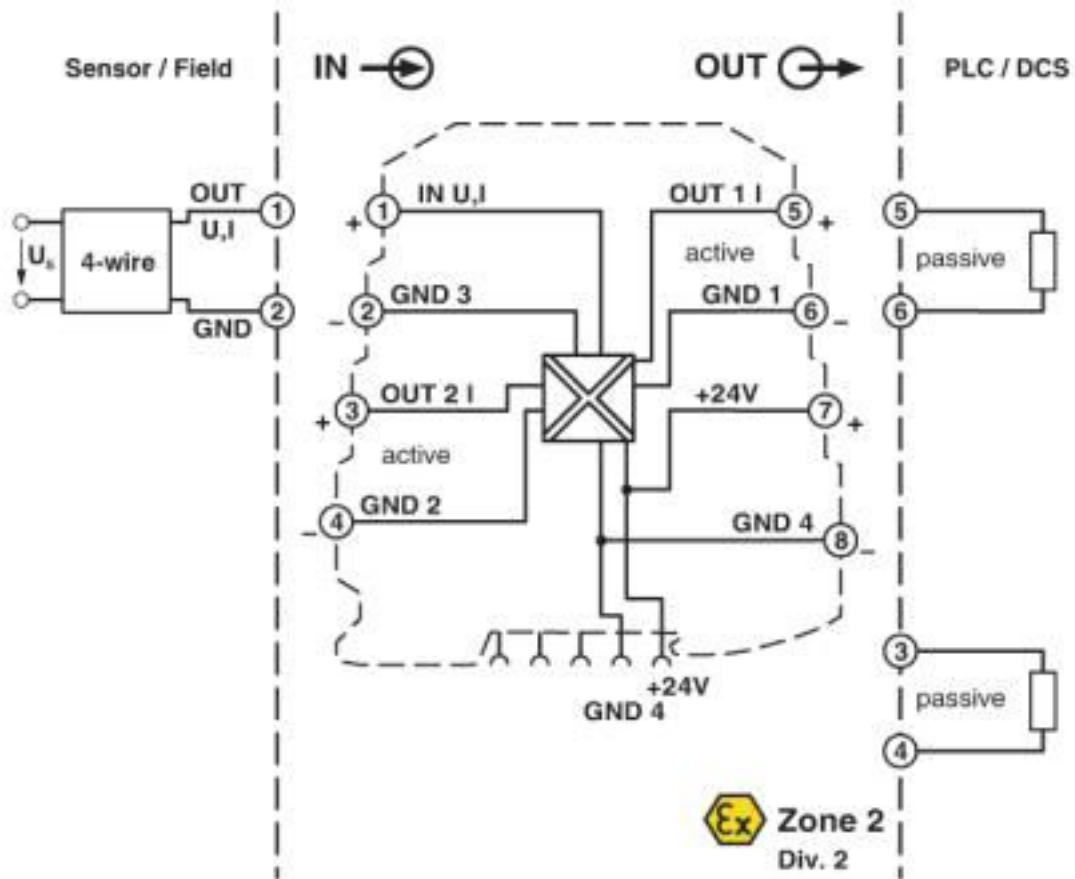 Sensor / Field
IN
OUT
PLC / DCS
OUT
U,I
1
Us
4-wire
GND
2
+
1
IN U,I
OUT 1 I
5
+
active
–
2
GND 3
GND 1
6
–
+
3
OUT 2 I
+24V
7
+
active
–
4
GND 2
GND 4
8
–
+24V
GND 4
5
passive
6
3
passive
4
Ex
Zone 2
Div. 2